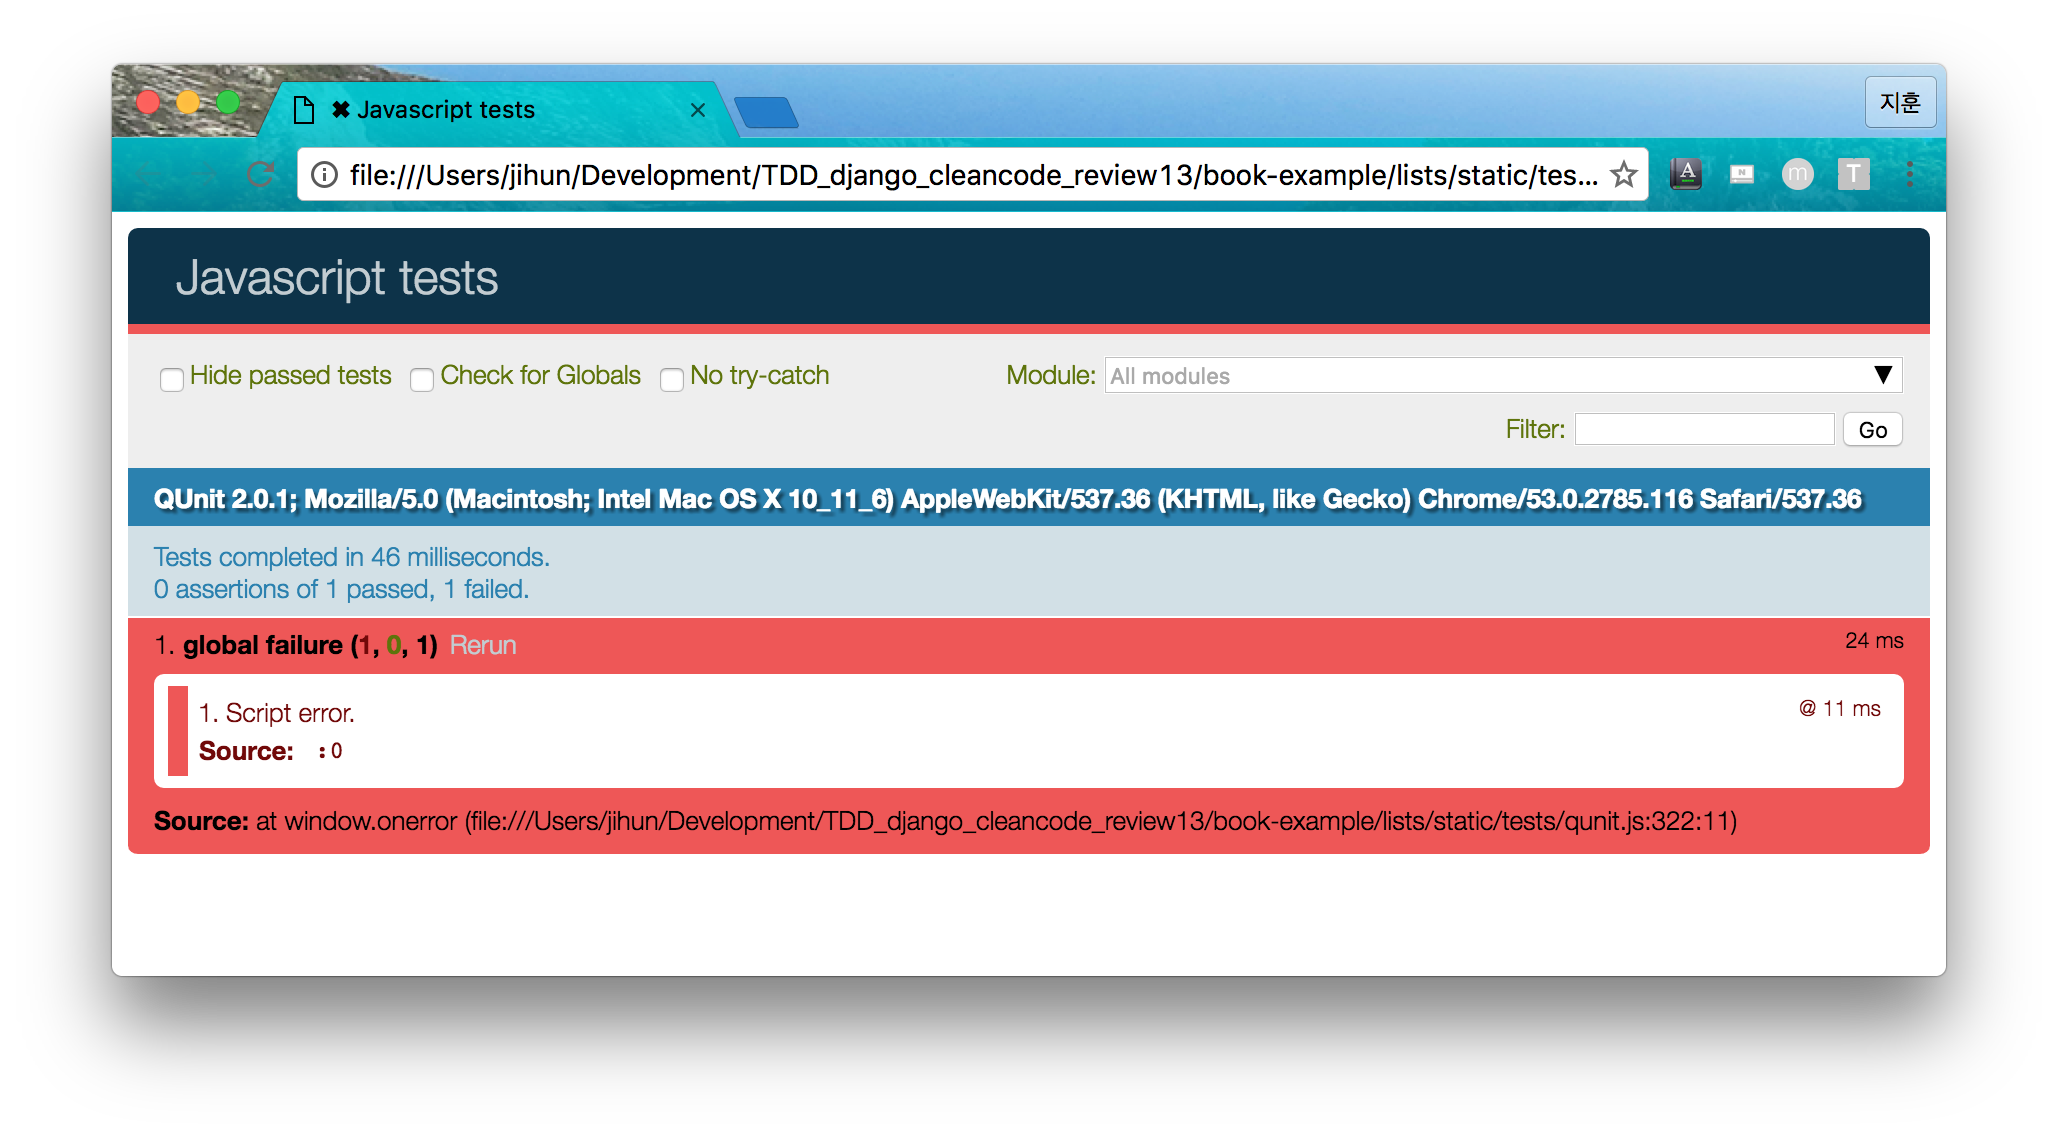 ✖ Javascript tests
지훈
file:///Users/jihun/Development/TDD_django_cleancode_review13/book-example/lists/static/tes...
A
N
m
T
Javascript tests
Hide passed tests Check for Globals No try-catch Module: All modules
Filter: Go
QUnit 2.0.1; Mozilla/5.0 (Macintosh; Intel Mac OS X 10_11_6) AppleWebKit/537.36 (KHTML, like Gecko) Chrome/53.0.2785.116 Safari/537.36
Tests completed in 46 milliseconds.
0 assertions of 1 passed, 1 failed.
1. global failure (1, 0, 1) Rerun 24 ms
1. Script error. @ 11 ms
Source: :0
Source: at window.onerror (file:///Users/jihun/Development/TDD_django_cleancode_review13/book-example/lists/static/tests/qunit.js:322:11)